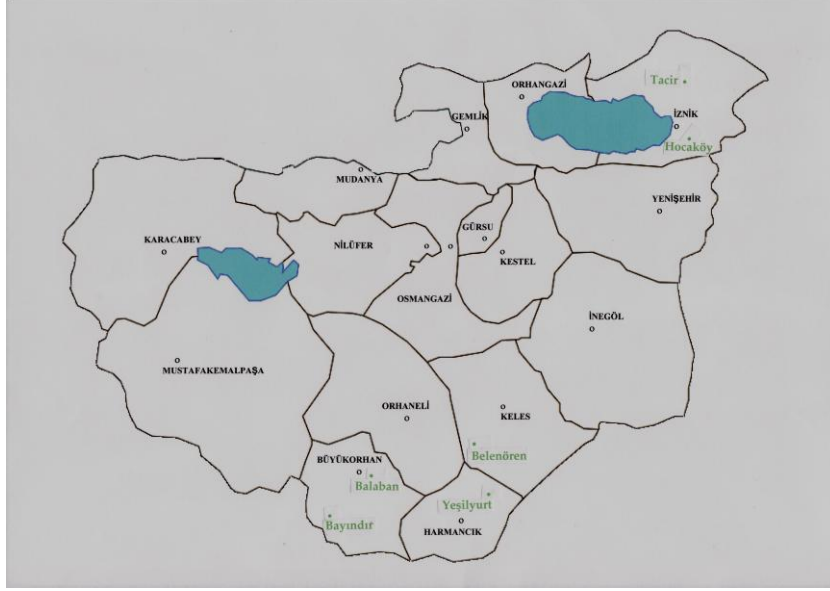 ORHANGAZİ
Tacir
GEMLİK
İZNİK
Hocaköy
MUDANYA
YENİŞEHİR
GÜRSU
KARACABEY
NİLÜFER
KESTEL
OSMANGAZİ
İNEGÖL
MUSTAFAKEMALPAŞA
ORHANELİ
KELES
Belenören
BÜYÜKORHAN
Balaban
Yeşilyurt
Bayındır
HARMANCIK